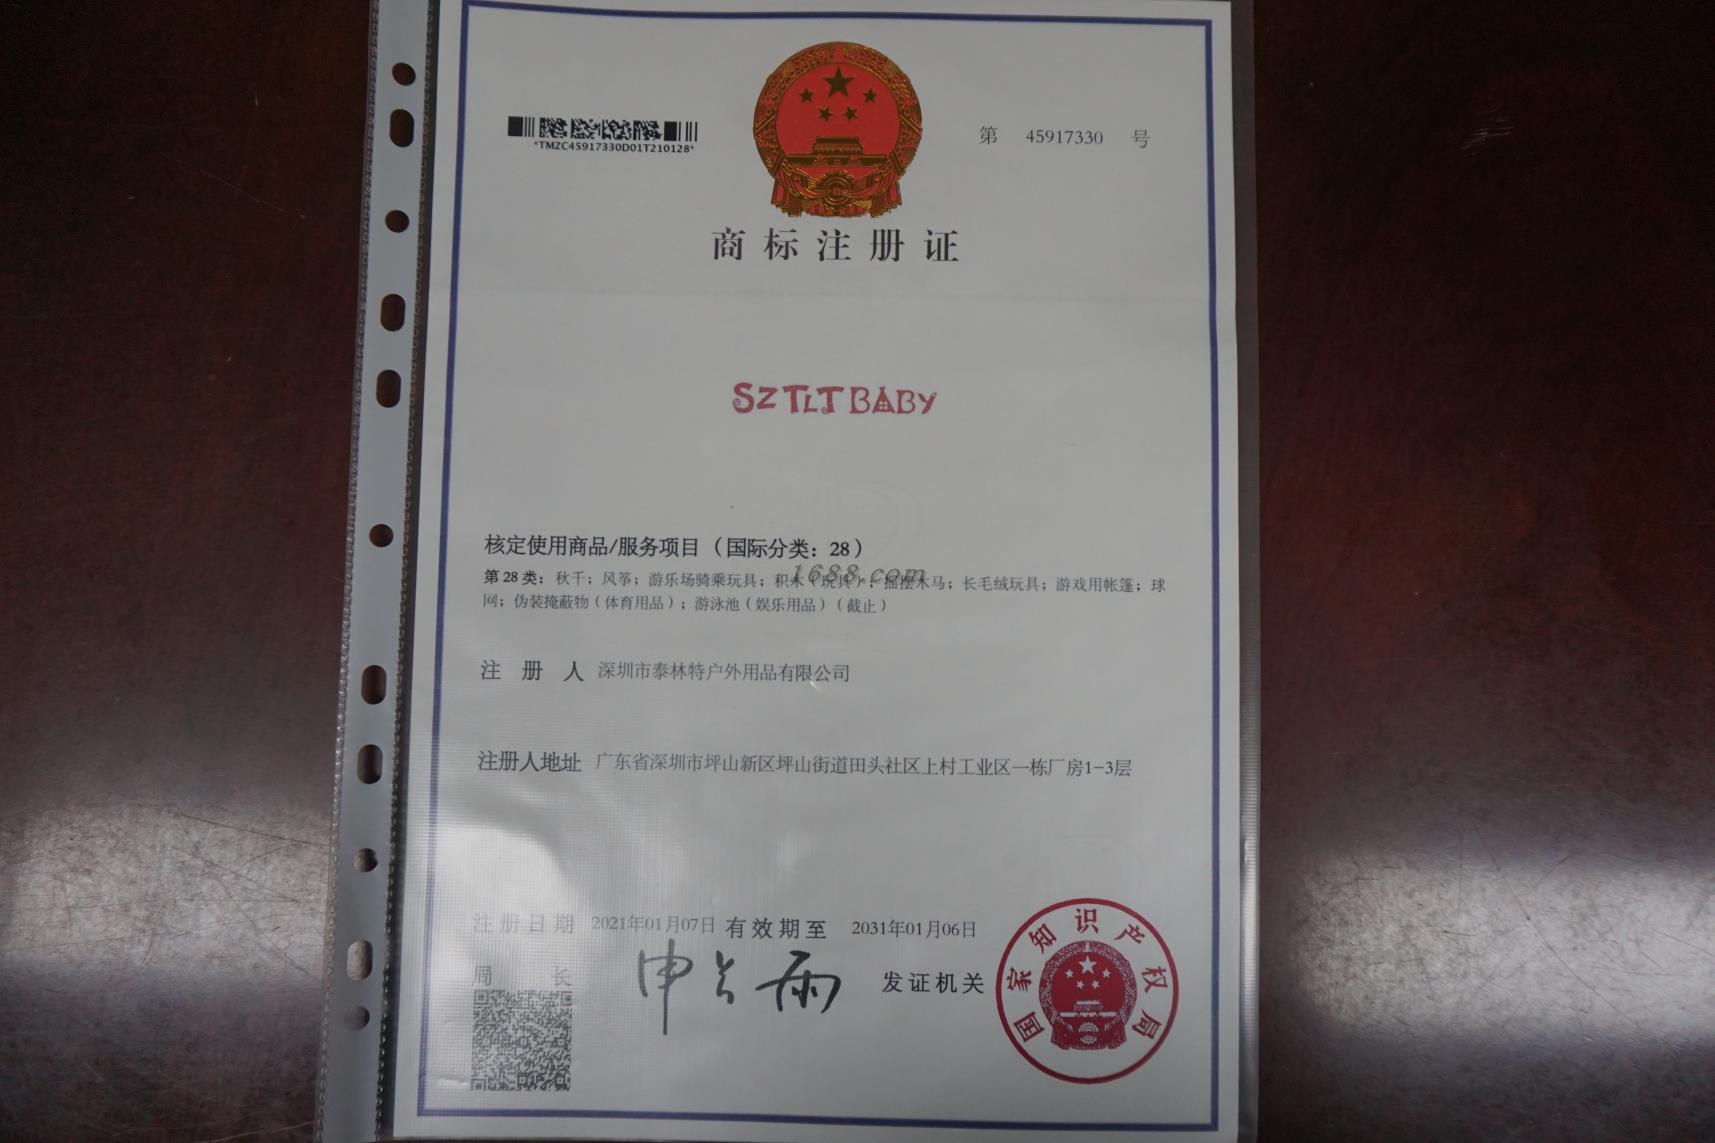 *TMZC45917330D01T210128*
第 45917330 号
商标注册证
SZTLTBABY
核定使用商品/服务项目（国际分类：28）
第28类：秋千；风筝；游乐场骑乘玩具；积木（玩具）；摇摆木马；长毛绒玩具；游戏用帐篷；球
网；伪装掩蔽物（体育用品）；游泳池（娱乐用品）（截止）
1688.com
注册人 深圳市泰林特户外用品有限公司
注册人地址 广东省深圳市坪山新区坪山街道田头社区上村工业区一栋厂房1-3层
注册日期 2021年01月07日 有效期至 2031年01月06日
局长 申长雨 发证机关
国家知识产权局